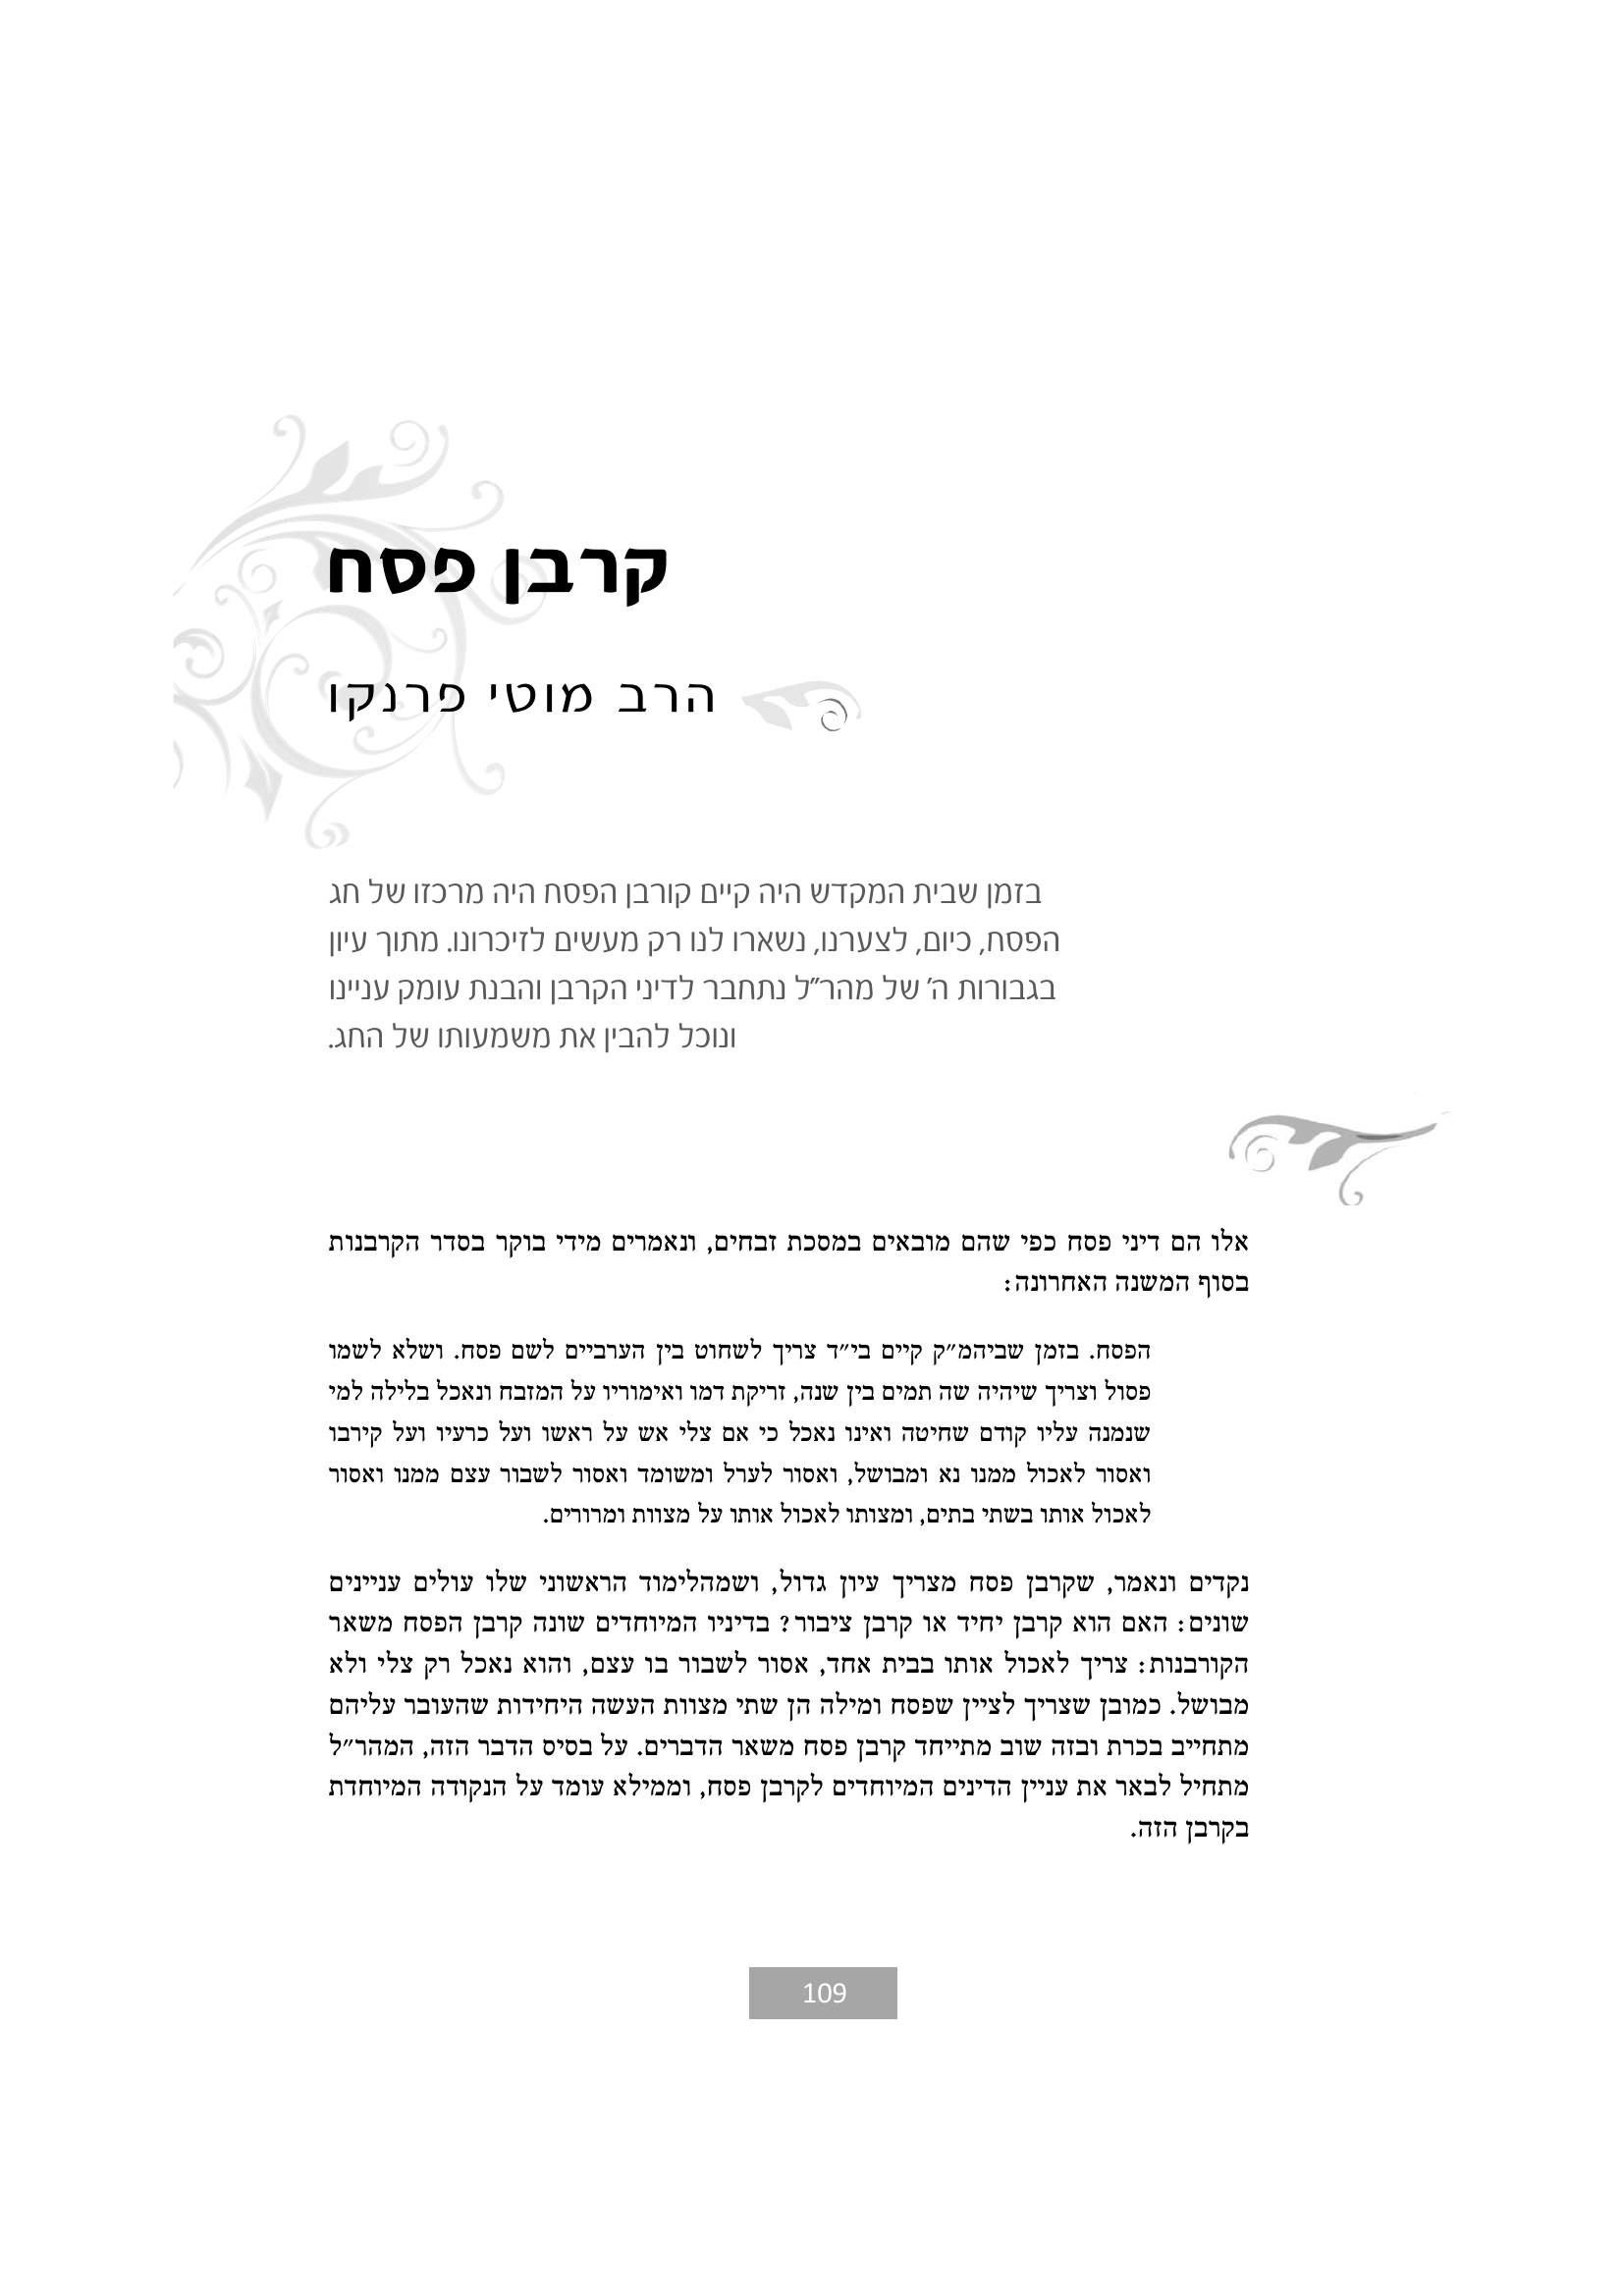 קרבן פסח
הרב מוטי פרנקו
בזמן שבית המקדש היה קיים קורבן הפסח היה מרכזו של חג
הפסח, כיום, לצערנו, נשארו לנו רק מעשים לזיכרונו. מתוך עיון
בגבורות ה' של מהר"ל נתחבר לדיני הקרבן והבנת עומק עניינו
ונוכל להבין את משמעותו של החג.
אלו הם דיני פסח כפי שהם מובאים במסכת זבחים, ונאמרים מידי בוקר בסדר הקרבנות
בסוף המשנה האחרונה:
הפסח. בזמן שביהמ״ק קיים בי״ד צריך לשחוט בין הערביים לשם פסח. ושלא לשמו
פסול וצריך שיהיה שה תמים בין שנה, זריקת דמו ואימוריו על המזבח ונאכל בלילה למי
שנמנה עליו קודם שחיטה ואינו נאכל כי אם צלי אש על ראשו ועל כרעיו ועל קירבו
ואסור לאכול ממנו נא ומבושל, ואסור לערל ומשומד ואסור לשבור עצם ממנו ואסור
לאכול אותו בשתי בתים, ומצותו לאכול אותו על מצוות ומרורים.
נקדים ונאמר, שקרבן פסח מצריך עיון גדול, ושמהלימוד הראשוני שלו עולים עניינים
שונים: האם הוא קרבן יחיד או קרבן ציבור? בדיניו המיוחדים שונה קרבן הפסח משאר
הקורבנות: צריך לאכול אותו בבית אחד, אסור לשבור בו עצם, והוא נאכל רק צלי ולא
מבושל. כמובן שצריך לציין שפסח ומילה הן שתי מצוות העשה היחידות שהעובר עליהם
מתחייב בכרת ובזה שוב מתייחד קרבן פסח משאר הדברים. על בסיס הדבר הזה, המהר״ל
מתחיל לבאר את עניין הדינים המיוחדים לקרבן פסח, וממילא עומד על הנקודה המיוחדת
בקרבן הזה.
109